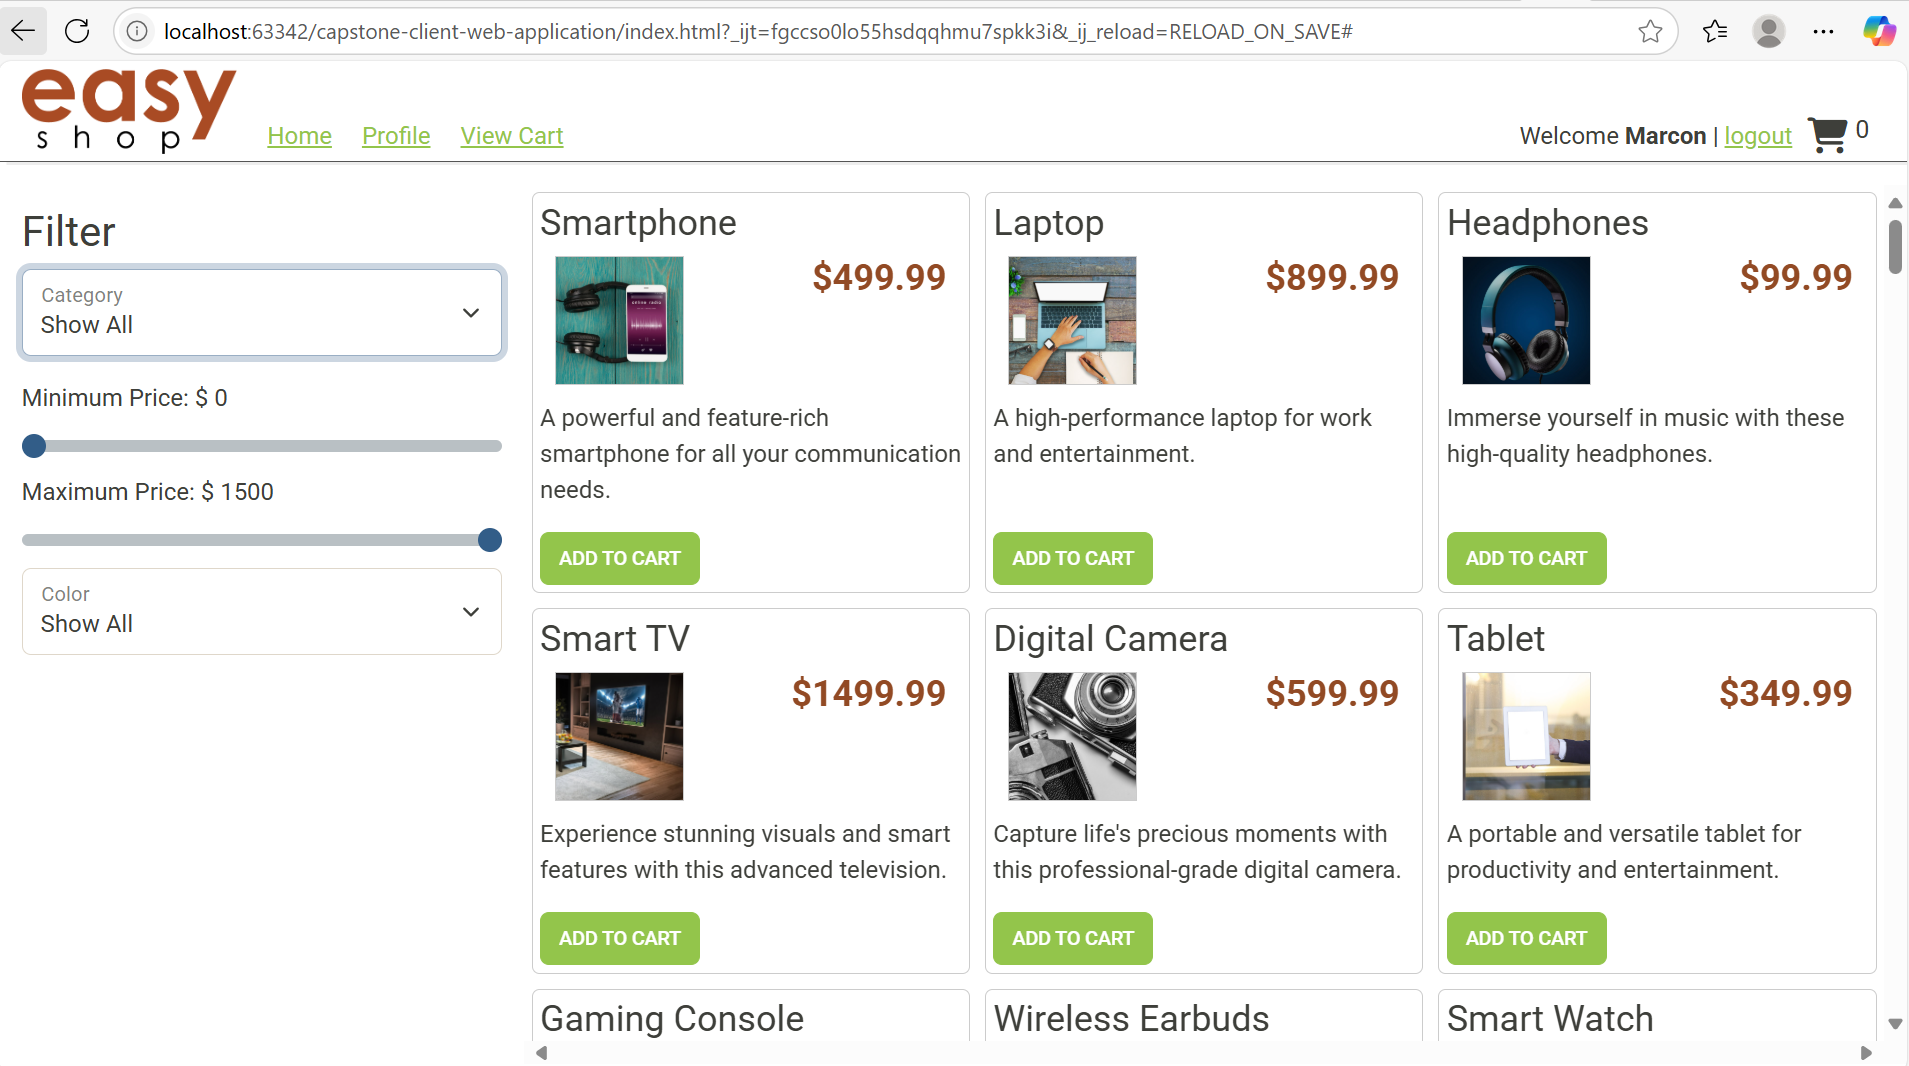 localhost:63342/capstone-client-web-application/index.html?_ijt=fgccso0lo55hsdqqhmu7spkk3i&_ij_reload=RELOAD_ON_SAVE#
easy
shop
Home
Profile
View Cart
Welcome Marcon | logout
0
Filter
Category
Show All
Minimum Price: $ 0
Maximum Price: $ 1500
Color
Show All
Smartphone
$499.99
A powerful and feature-rich
smartphone for all your communication
needs.
ADD TO CART
Laptop
$899.99
A high-performance laptop for work
and entertainment.
ADD TO CART
Headphones
$99.99
Immerse yourself in music with these
high-quality headphones.
ADD TO CART
Smart TV
$1499.99
Experience stunning visuals and smart
features with this advanced television.
ADD TO CART
Digital Camera
$599.99
Capture life's precious moments with
this professional-grade digital camera.
ADD TO CART
Tablet
$349.99
A portable and versatile tablet for
productivity and entertainment.
ADD TO CART
Gaming Console
Wireless Earbuds
Smart Watch